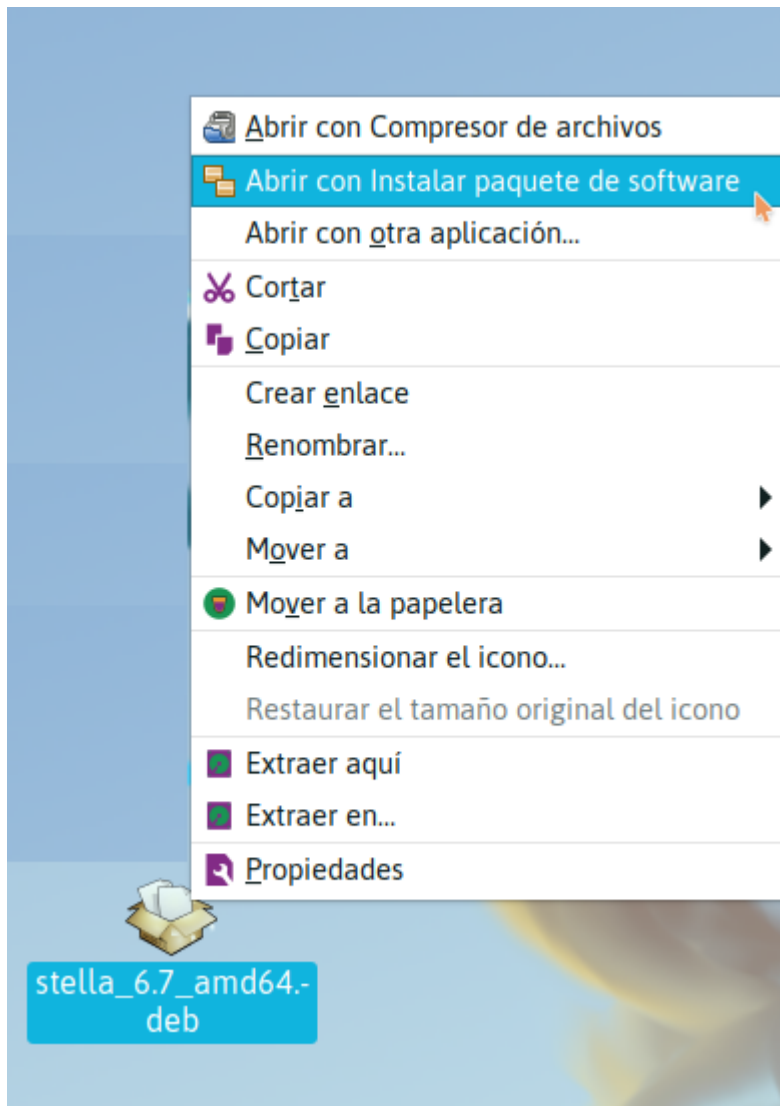 Abrir con Compresor de archivos
Abrir con Instalar paquete de software
Abrir con otra aplicación...
Cortar
Copiar
Crear enlace
Renombrar...
Copiar a
Mover a
Mover a la papelera
Redimensionar el icono...
Restaurar el tamaño original del icono
Extraer aquí
Extraer en...
Propiedades
stella_6.7_amd64.-
deb